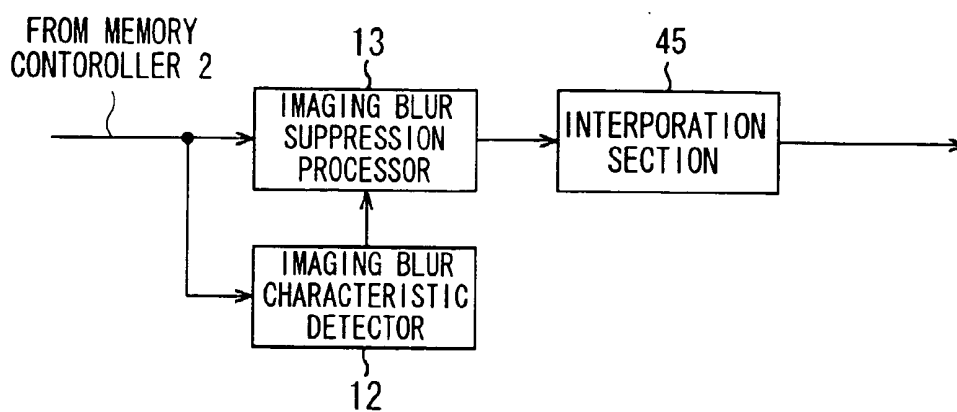 FROM MEMORY
CONTOROLLER 2
13
IMAGING BLUR
SUPPRESSION
PROCESSOR
45
INTERPORATION
SECTION
IMAGING BLUR
CHARACTERISTIC
DETECTOR
12